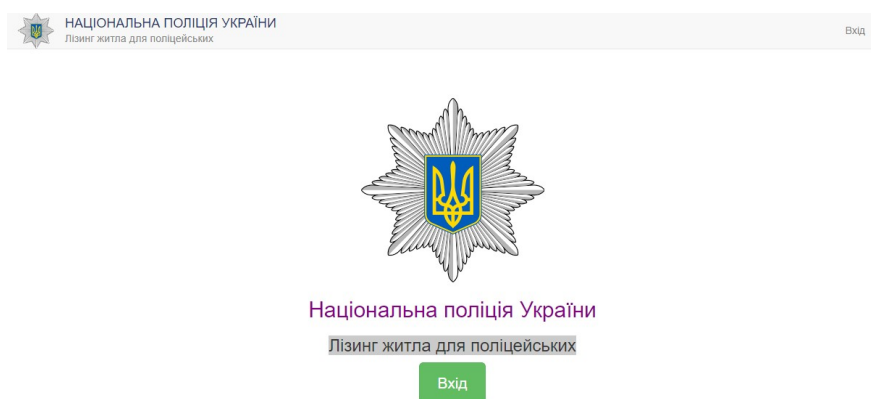 НАЦІОНАЛЬНА ПОЛІЦІЯ УКРАЇНИ
Лізинг житла для поліцейських
Вхід
Національна поліція України
Лізинг житла для поліцейських
Вхід